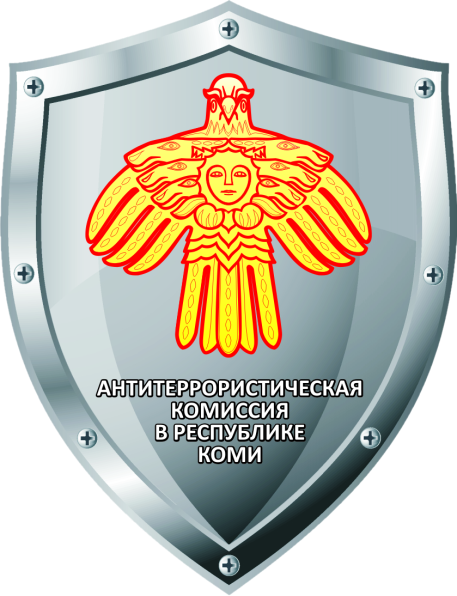 АНТИТЕРРОРИСТИЧЕСКАЯ
КОМИССИЯ
В РЕСПУБЛИКЕ
КОМИ